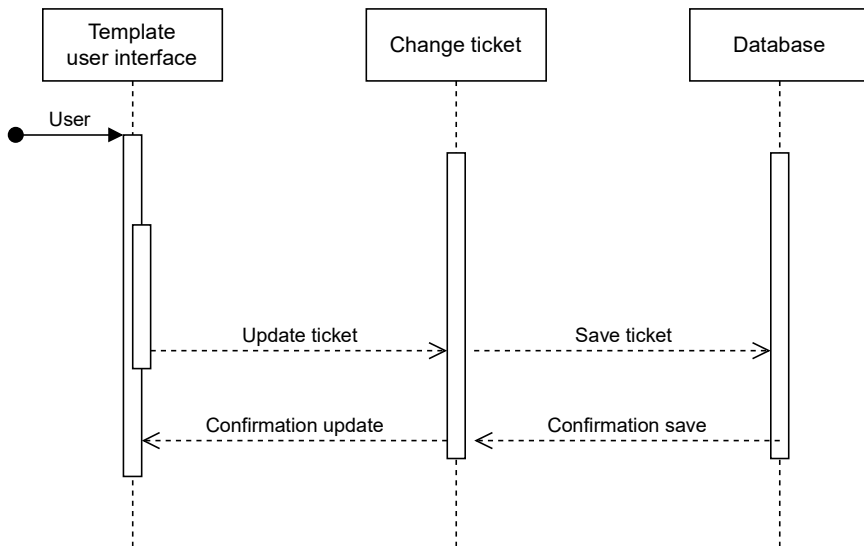 Template
user interface
Change ticket
Database
User
Update ticket
Save ticket
Confirmation update
Confirmation save